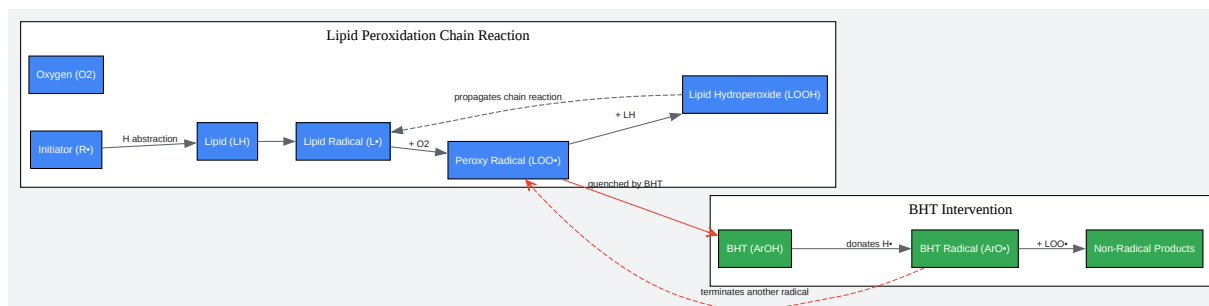 Lipid Peroxidation Chain Reaction
Oxygen (O2)
Lipid Hydroperoxide (LOOH)
propagates chain reaction
+ LH
H abstraction
Initiator (R•)
Lipid (LH)
Lipid Radical (L•)
+ O2
Peroxy Radical (LOO•)
quenched by BHT
BHT Intervention
BHT (ArOH)
donates H•
BHT Radical (ArO•)
+ LOO•
Non-Radical Products
terminates another radical